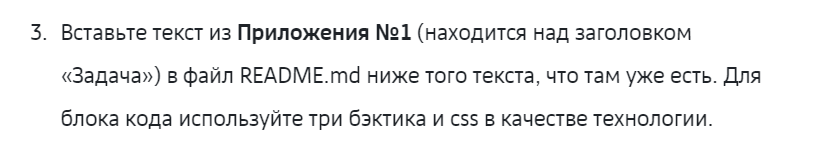 3. Вставьте текст из Приложения №1 (находится над заголовком
«Задача») в файл README.md ниже того текста, что там уже есть. Для
блока кода используйте три бэктика и css в качестве технологии.